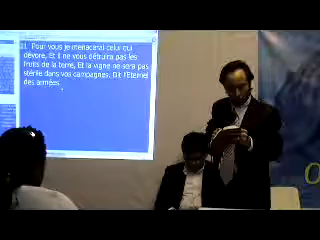 11 Pour vous je menacerai celui qui
dévore, Et il ne vous détruira pas les
fruits de la terre, Et la vigne ne sera pas
stérile dans vos campagnes, Dit l'Eternel
des armées.